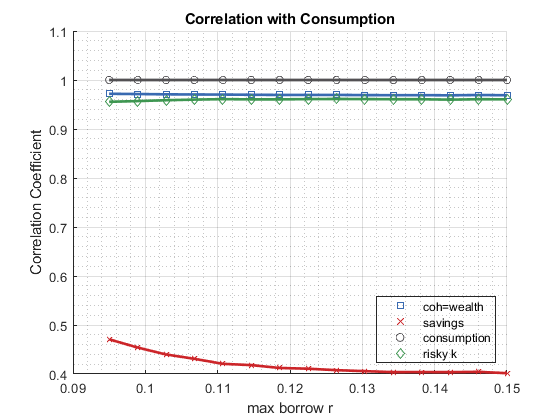 Correlation with Consumption
1.1
1
0.9
0.8
0.7
0.6
0.5
0.4
Correlation Coefficient
0.09
0.1
0.11
0.12
0.13
0.14
0.15
max borrow r
coh=wealth
savings
consumption
risky k